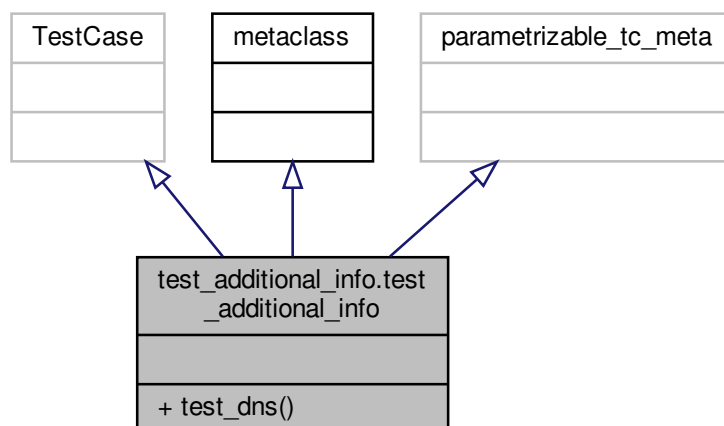 TestCase
metaclass
parametrizable_tc_meta
test_additional_info.test
_additional_info
+ test_dns()